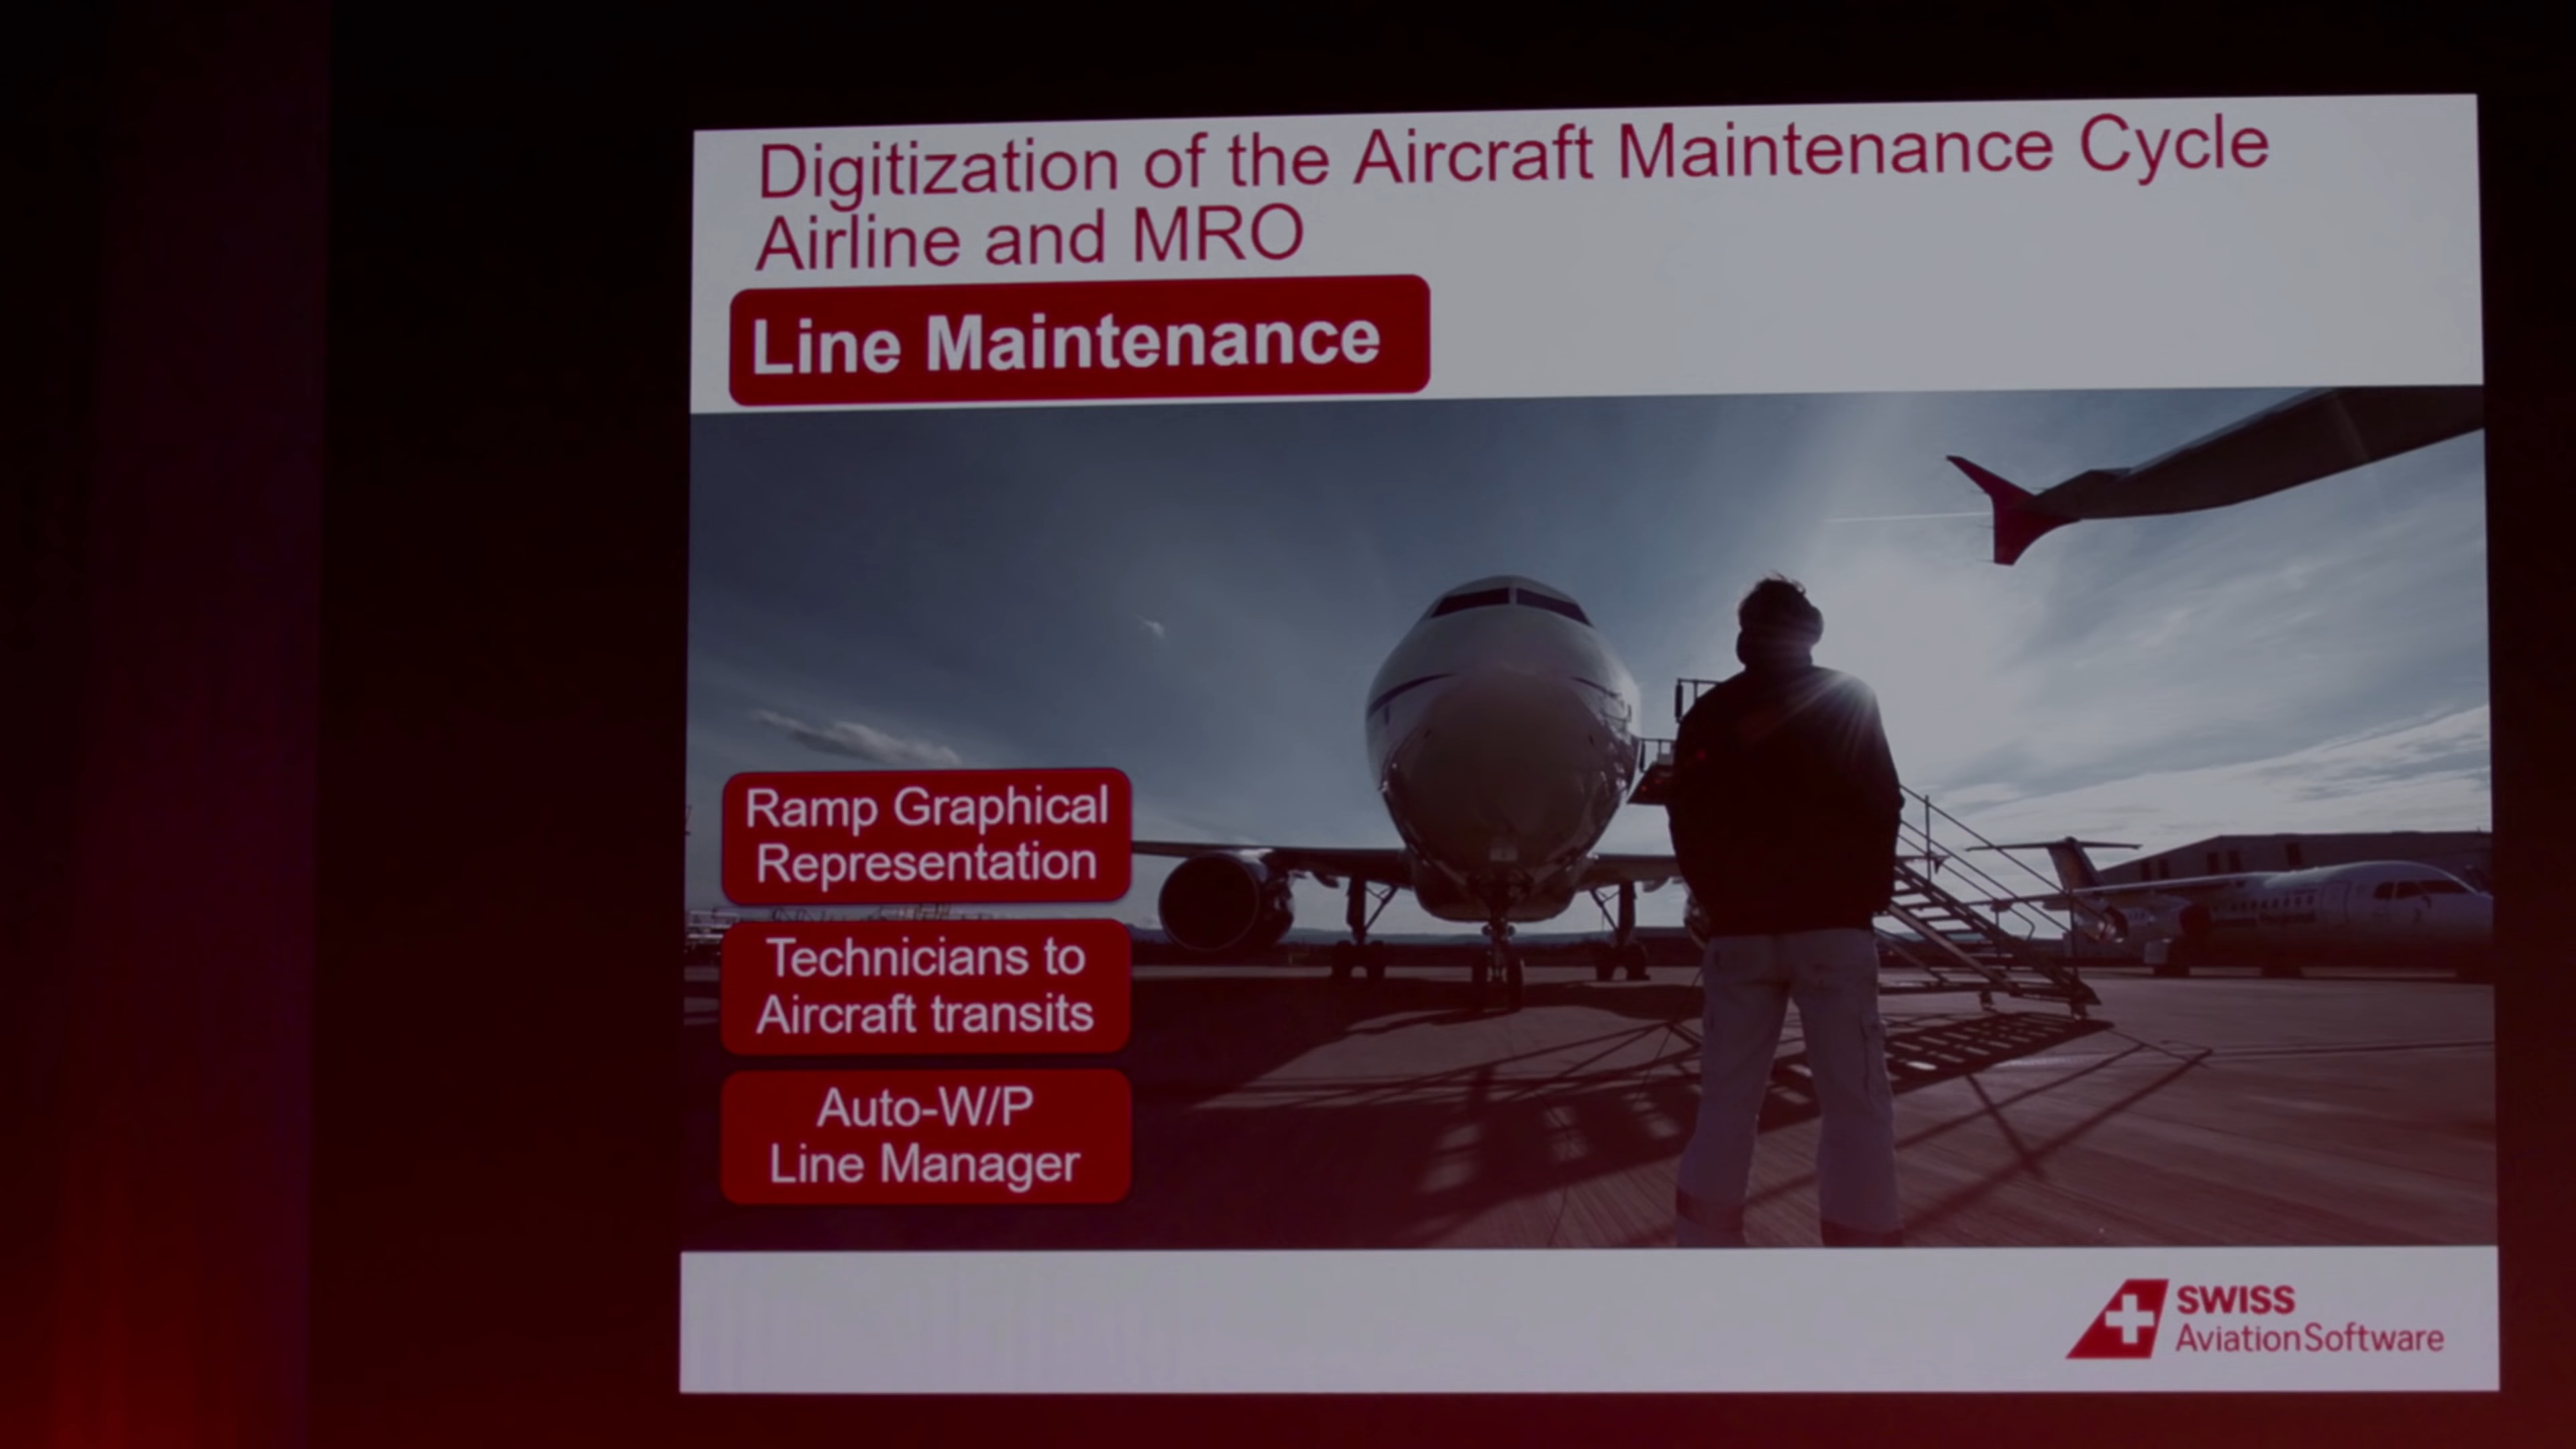 Digitization of the Aircraft Maintenance Cycle
Airline and MRO
Line Maintenance
Ramp Graphical
Representation
Technicians to
Aircraft transits
Auto-W/P
Line Manager
SWISS
AviationSoftware